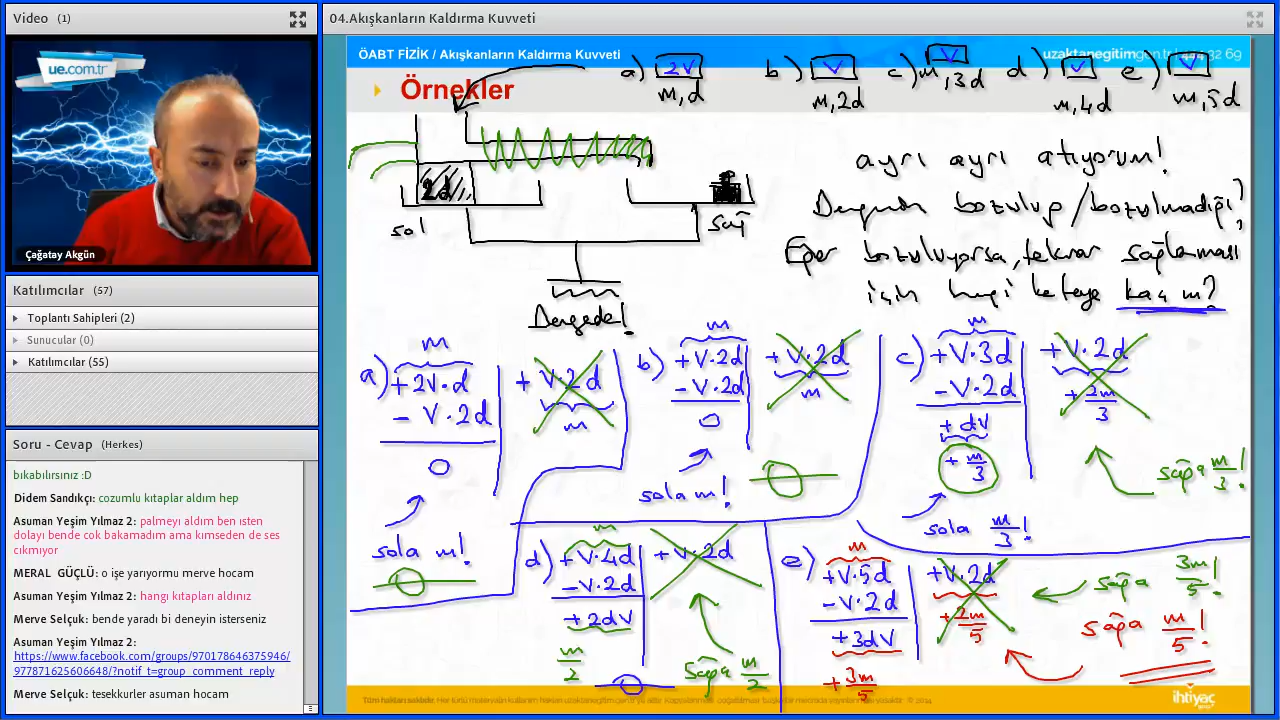 Video (1)
ue.com.tr
Çağatay Akgün
Katılımcılar (57)
Toplantı Sahipleri (2)
Sunucular (0)
Katılımcılar (55)
Soru - Cevap (Herkes)
bıkabilırsınız :D
Didem Sandıkçı: cozumlu kıtaplar aldım hep
Asuman Yeşim Yılmaz 2: palmeyı aldım ben ısten
dolayı bende cok bakamadım ama kımseden de ses
cıkmıyor
MERAL GÜÇLÜ: o işe yarıyormu merve hocam
Asuman Yeşim Yılmaz 2: hangı kıtapları aldınız
Merve Selçuk: bende yaradı bi deneyin isterseniz
Asuman Yeşim Yılmaz 2:
https://www.facebook.com/groups/970178646375946/
977871625606648/?notif_t=group_comment_reply
Merve Selçuk: tesekkurler asuman hocam
04.Akışkanların Kaldırma Kuvveti
ÖABT FİZİK / Akışkanların Kaldırma Kuvveti
uzaktanegitim
32 69
Örnekler
a) 2V m,d
b) V m,2d
c) V m,3d
d) V m,4d
e) V m,5d
ayrı ayrı atıyorum!
Dengenin bozulup/bozulmadığı?
Eğer bozuluyorsa, tekrar sağlanması
için hangi kefeye kaç m?
2d
sol
sağ
Dengede!
a) m
+2V·d
- V·2d
0
sola m!
+ V·2d
m
b) m
+V·2d
-V·2d
0
sola m!
+V·2d
m
c) m
+V·3d
-V·2d
+dV
+ m/3
sola m/3!
+V·2d
+ 2m/3
sağa m/3!
d) m
+V·4d
-V·2d
+2dV
m/2
0
+V·2d
sağa m/2
e) m
+V·5d
-V·2d
+3dV
+3m/5
+V·2d
+2m/5
sağa 3m/5!
sağa m/5!
ihtiyaç